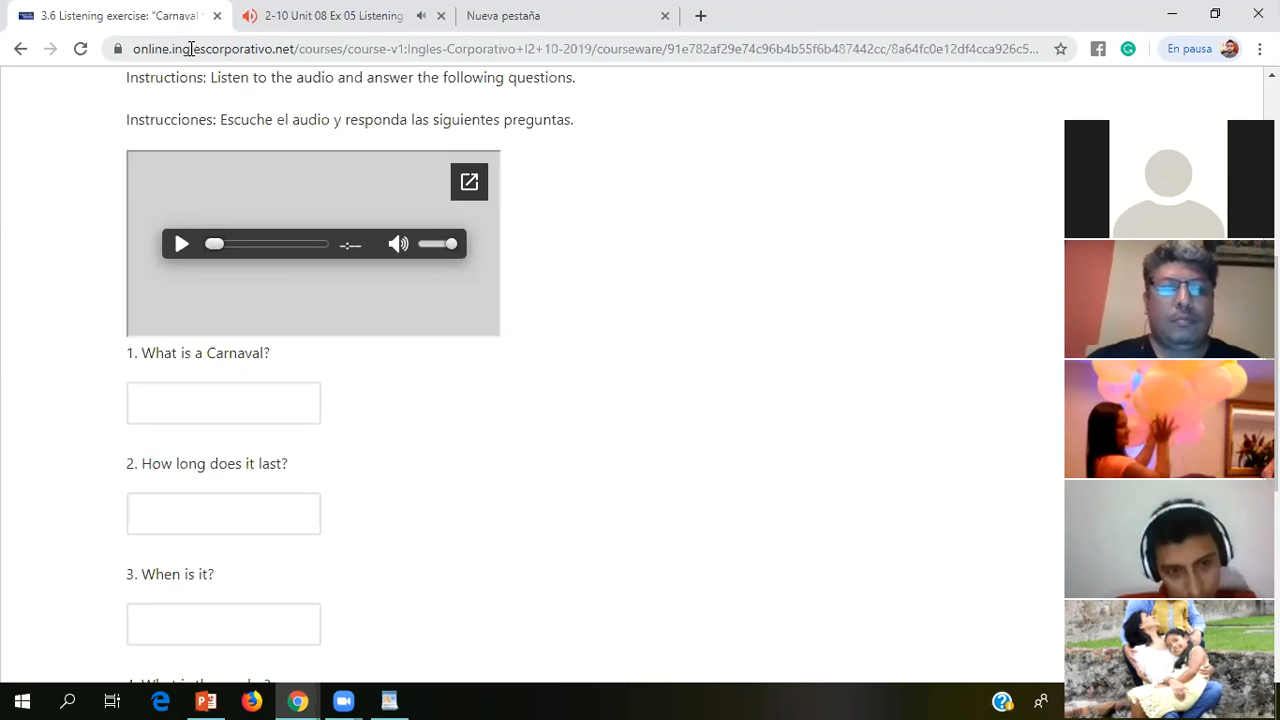 3.6 Listening exercise: "Carnaval
2-10 Unit 08 Ex 05 Listening
Nueva pestaña
online.inglescorporativo.net/courses/course-v1:Ingles-Corporativo+I2+10-2019/courseware/91e782af29e74c96b4b55f6b487442cc/8a64fc0e12df4cca926c5...
En pausa
Instructions: Listen to the audio and answer the following questions.
Instrucciones: Escuche el audio y responda las siguientes preguntas.
-:--
1. What is a Carnaval?
2. How long does it last?
3. When is it?